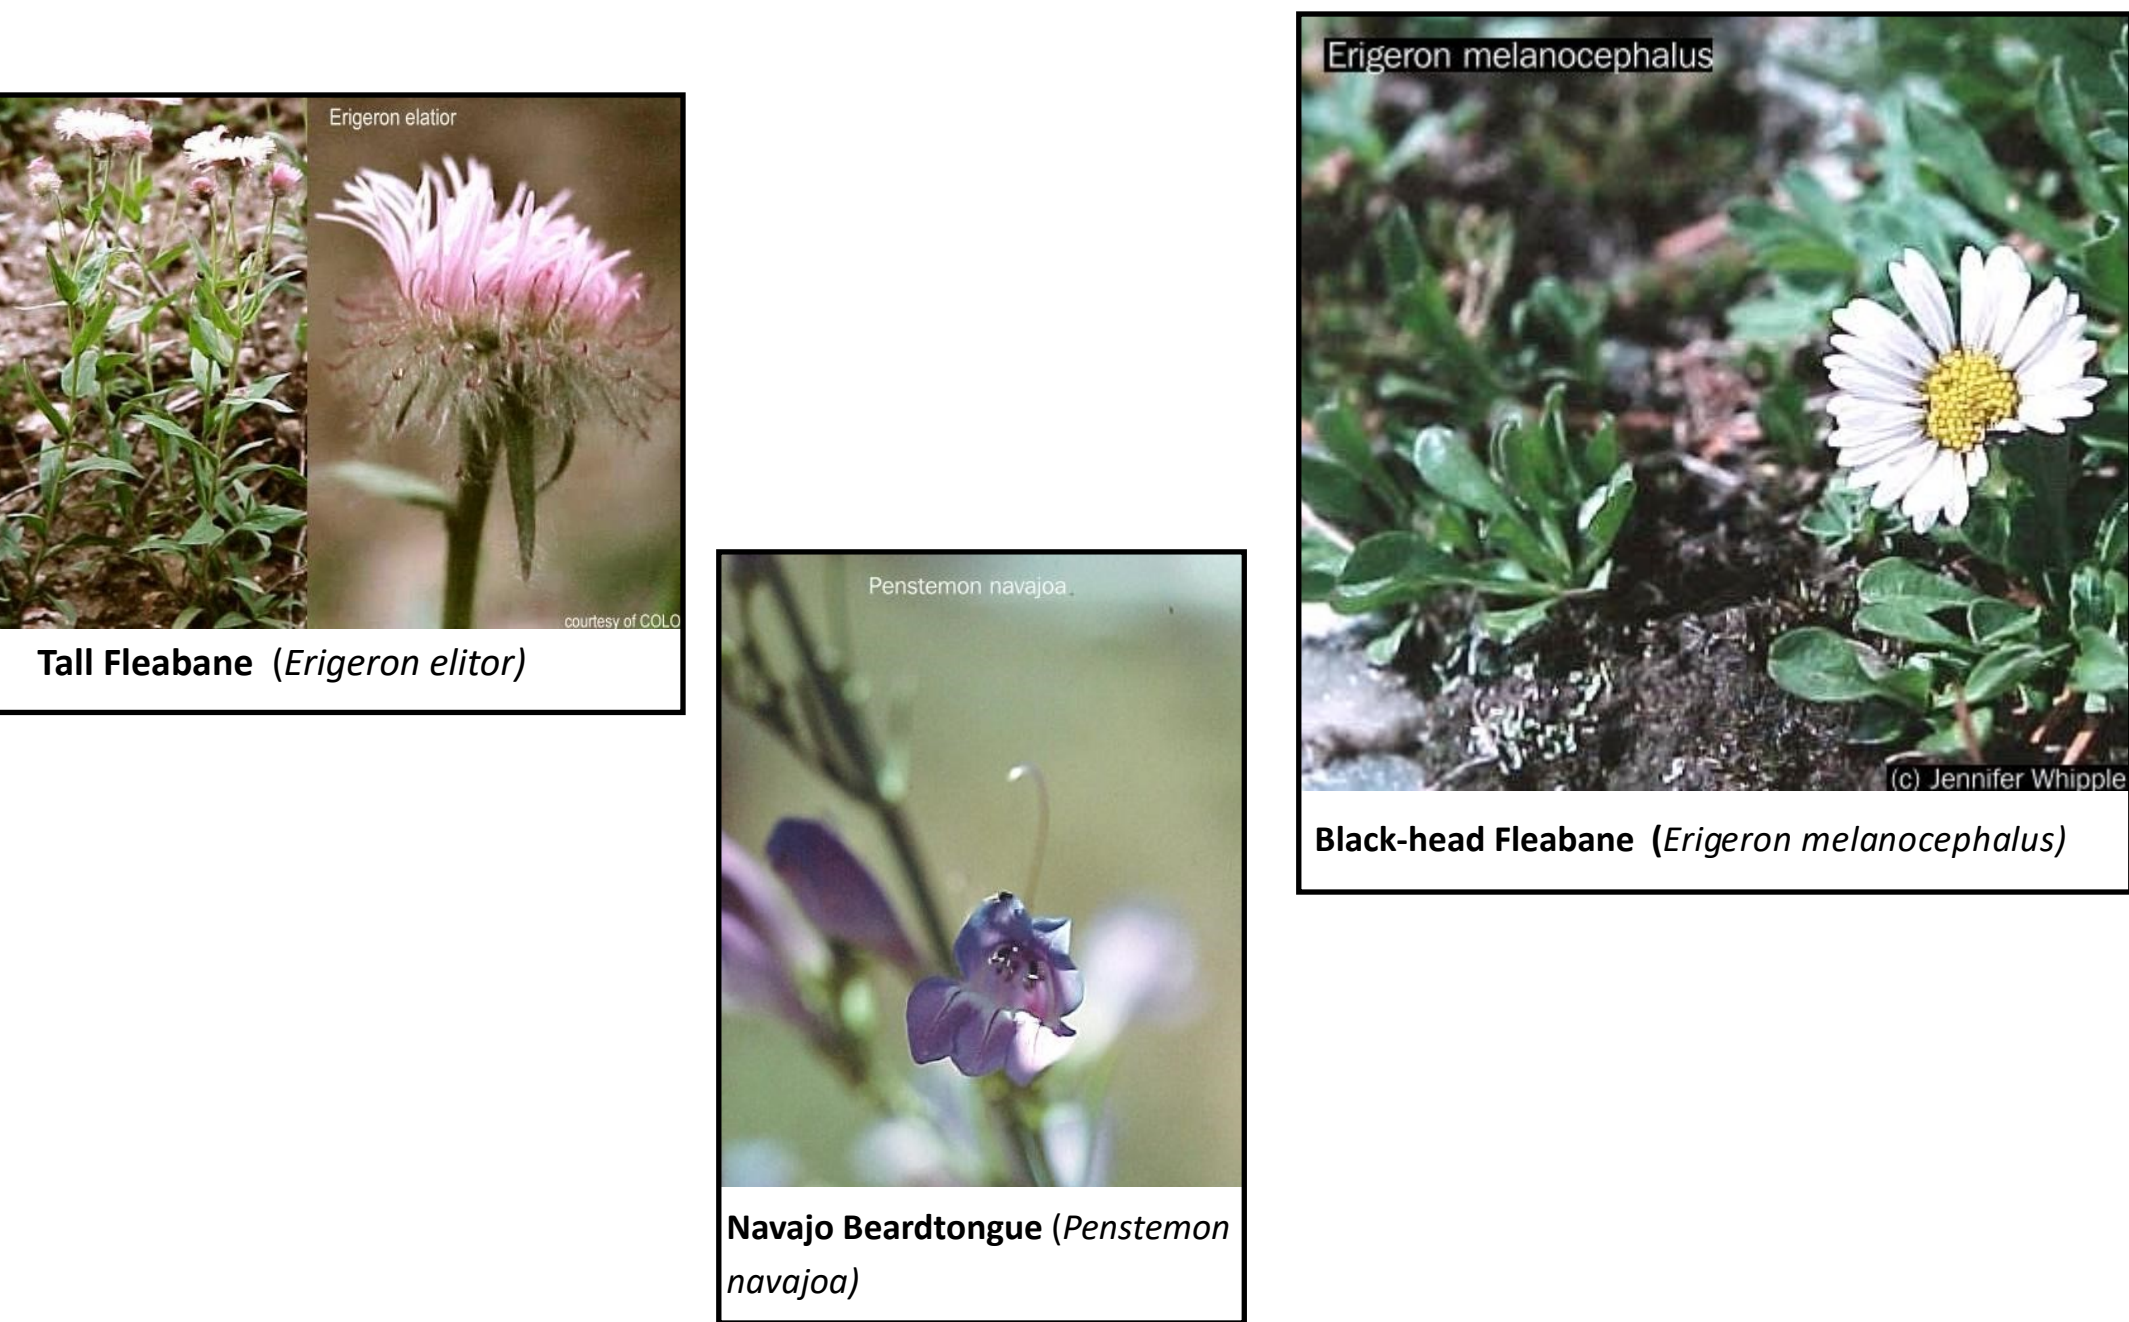 Erigeron elatior
courtesy of COLO
Tall Fleabane (Erigeron elitor)
Penstemon navajoa
Navajo Beardtongue (Penstemon
navajoa)
Erigeron melanocephalus
(c) Jennifer Whipple
Black-head Fleabane (Erigeron melanocephalus)